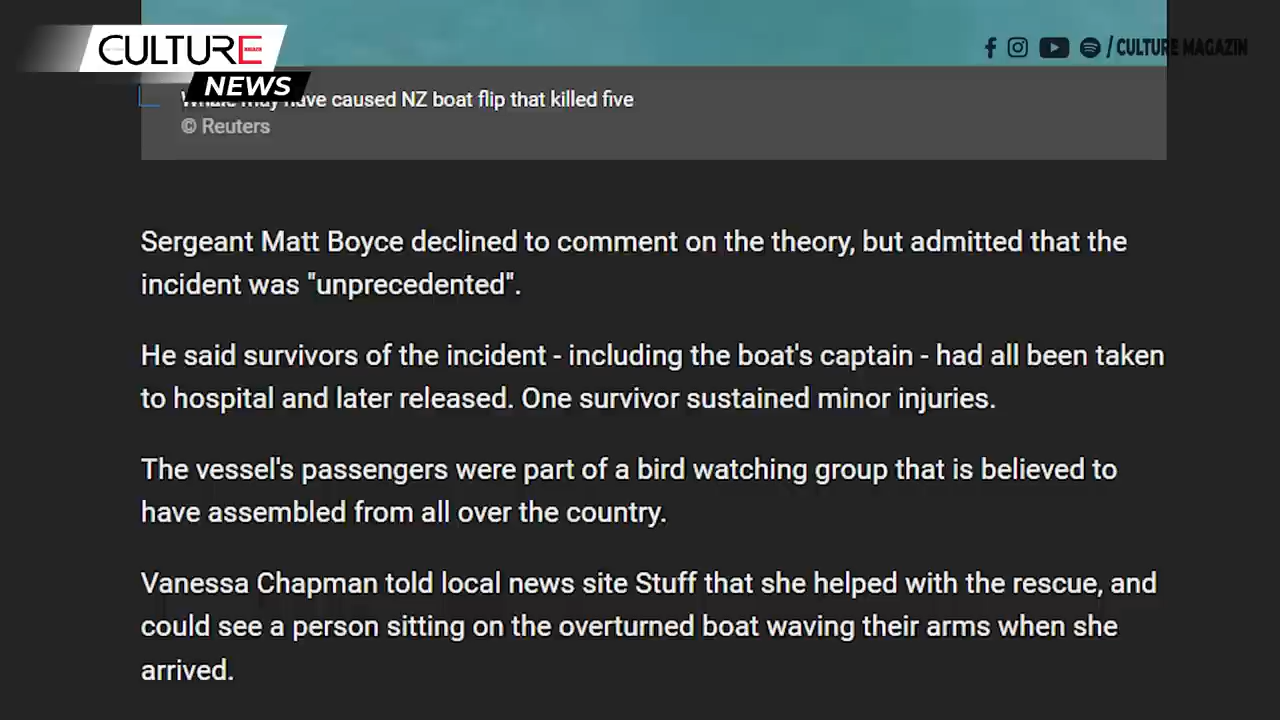 CULTURE
NEWS
/ CULTURE MAGAZIN
Whale may have caused NZ boat flip that killed five
© Reuters
Sergeant Matt Boyce declined to comment on the theory, but admitted that the
incident was "unprecedented".
He said survivors of the incident - including the boat's captain - had all been taken
to hospital and later released. One survivor sustained minor injuries.
The vessel's passengers were part of a bird watching group that is believed to
have assembled from all over the country.
Vanessa Chapman told local news site Stuff that she helped with the rescue, and
could see a person sitting on the overturned boat waving their arms when she
arrived.